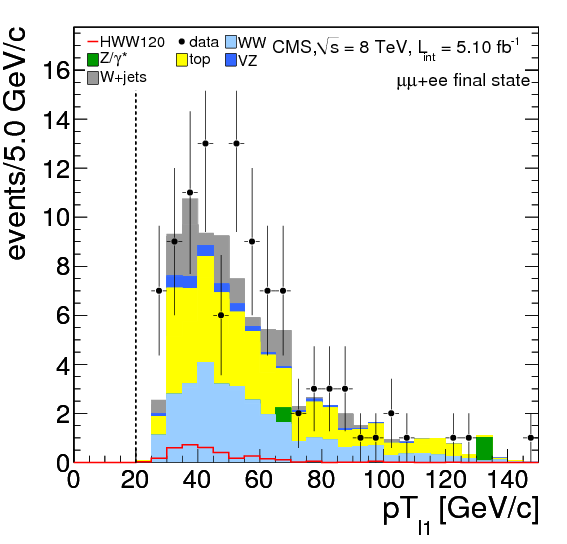 HWW120 data WW CMS,√s = 8 TeV, L_int = 5.10 fb⁻¹
Z/γ* top VZ
W+jets
μμ+ee final state
events/5.0 GeV/c
16
14
12
10
8
6
4
2
0
0 20 40 60 80 100 120 140
pT_l1 [GeV/c]